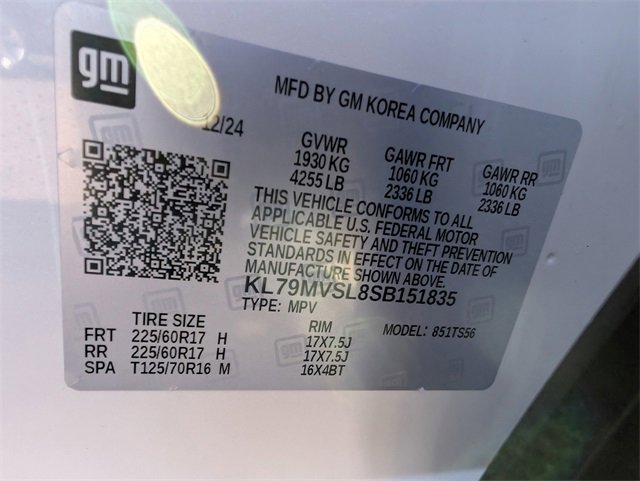 gm
MFD BY GM KOREA COMPANY
12/24
GVWR GAWR FRT GAWR RR
1930 KG 1060 KG 1060 KG
4255 LB 2336 LB 2336 LB
THIS VEHICLE CONFORMS TO ALL
APPLICABLE U.S. FEDERAL MOTOR
VEHICLE SAFETY AND THEFT PREVENTION
STANDARDS IN EFFECT ON THE DATE OF
MANUFACTURE SHOWN ABOVE.
KL79MVSL8SB151835
TYPE: MPV
TIRE SIZE RIM MODEL: 851TS56
FRT 225/60R17 H 17X7.5J
RR 225/60R17 H 17X7.5J
SPA T125/70R16 M 16X4BT